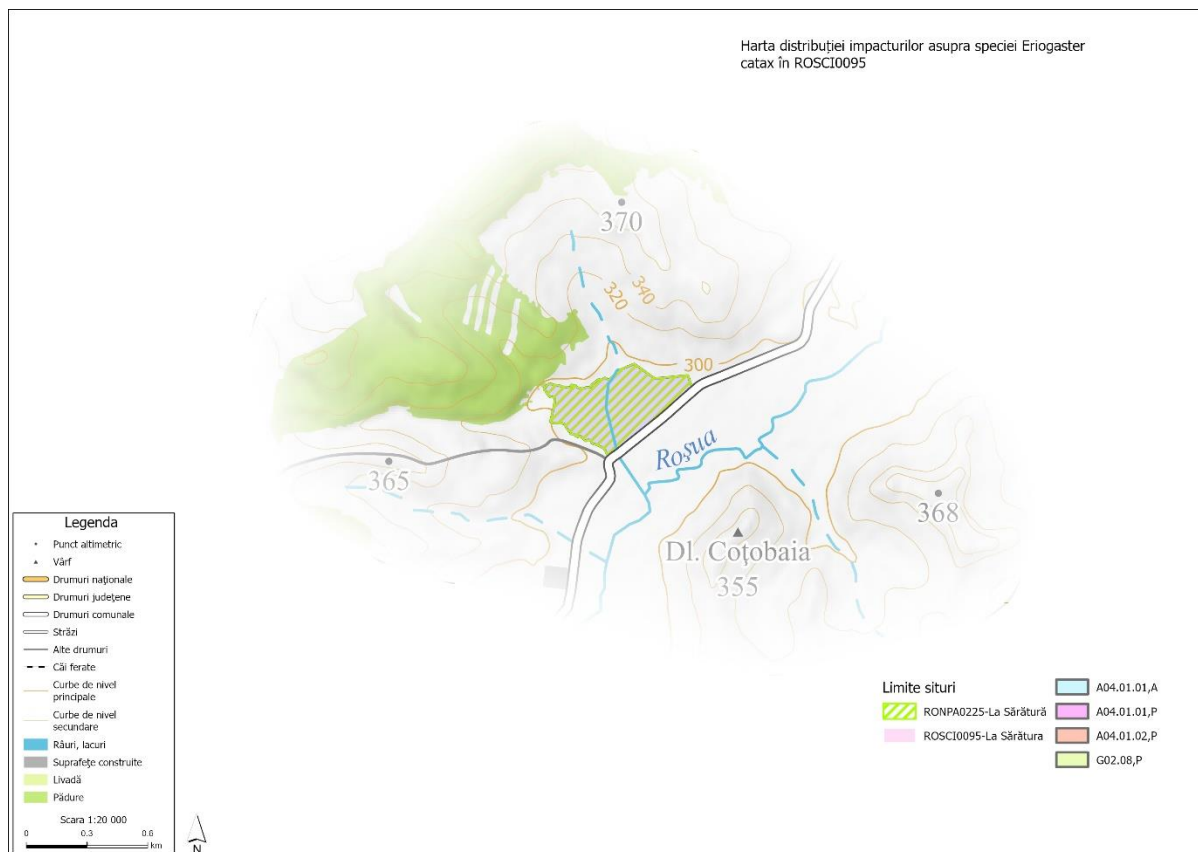 Harta distribuției impacturilor asupra speciei Eriogaster
catax în ROSCI0095
370
340
320
300
Roșua
365
368
Dl. Coțobaia
355
Legenda
Punct altimetric
Vârf
Drumuri naționale
Drumuri județene
Drumuri comunale
Străzi
Alte drumuri
Căi ferate
Curbe de nivel
principale
Curbe de nivel
secundare
Râuri, lacuri
Suprafețe construite
Livadă
Pădure
Scara 1:20 000
0 0.3 0.6
km
N
Limite situri
RONPA0225-La Sărătură
ROSCI0095-La Sărătura
A04.01.01,A
A04.01.01,P
A04.01.02,P
G02.08,P